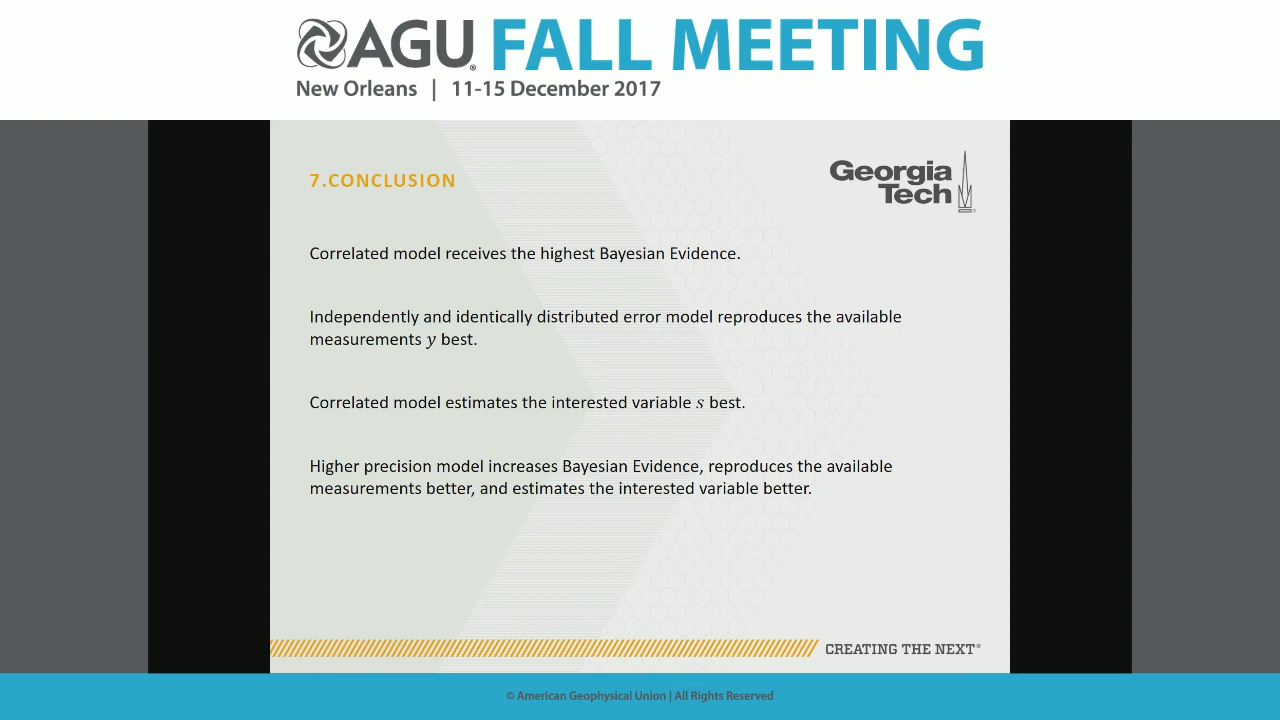 AGU® FALL MEETING
New Orleans | 11-15 December 2017
7.CONCLUSION
Georgia
Tech
Correlated model receives the highest Bayesian Evidence.
Independently and identically distributed error model reproduces the available
measurements y best.
Correlated model estimates the interested variable s best.
Higher precision model increases Bayesian Evidence, reproduces the available
measurements better, and estimates the interested variable better.
CREATING THE NEXT®
© American Geophysical Union | All Rights Reserved